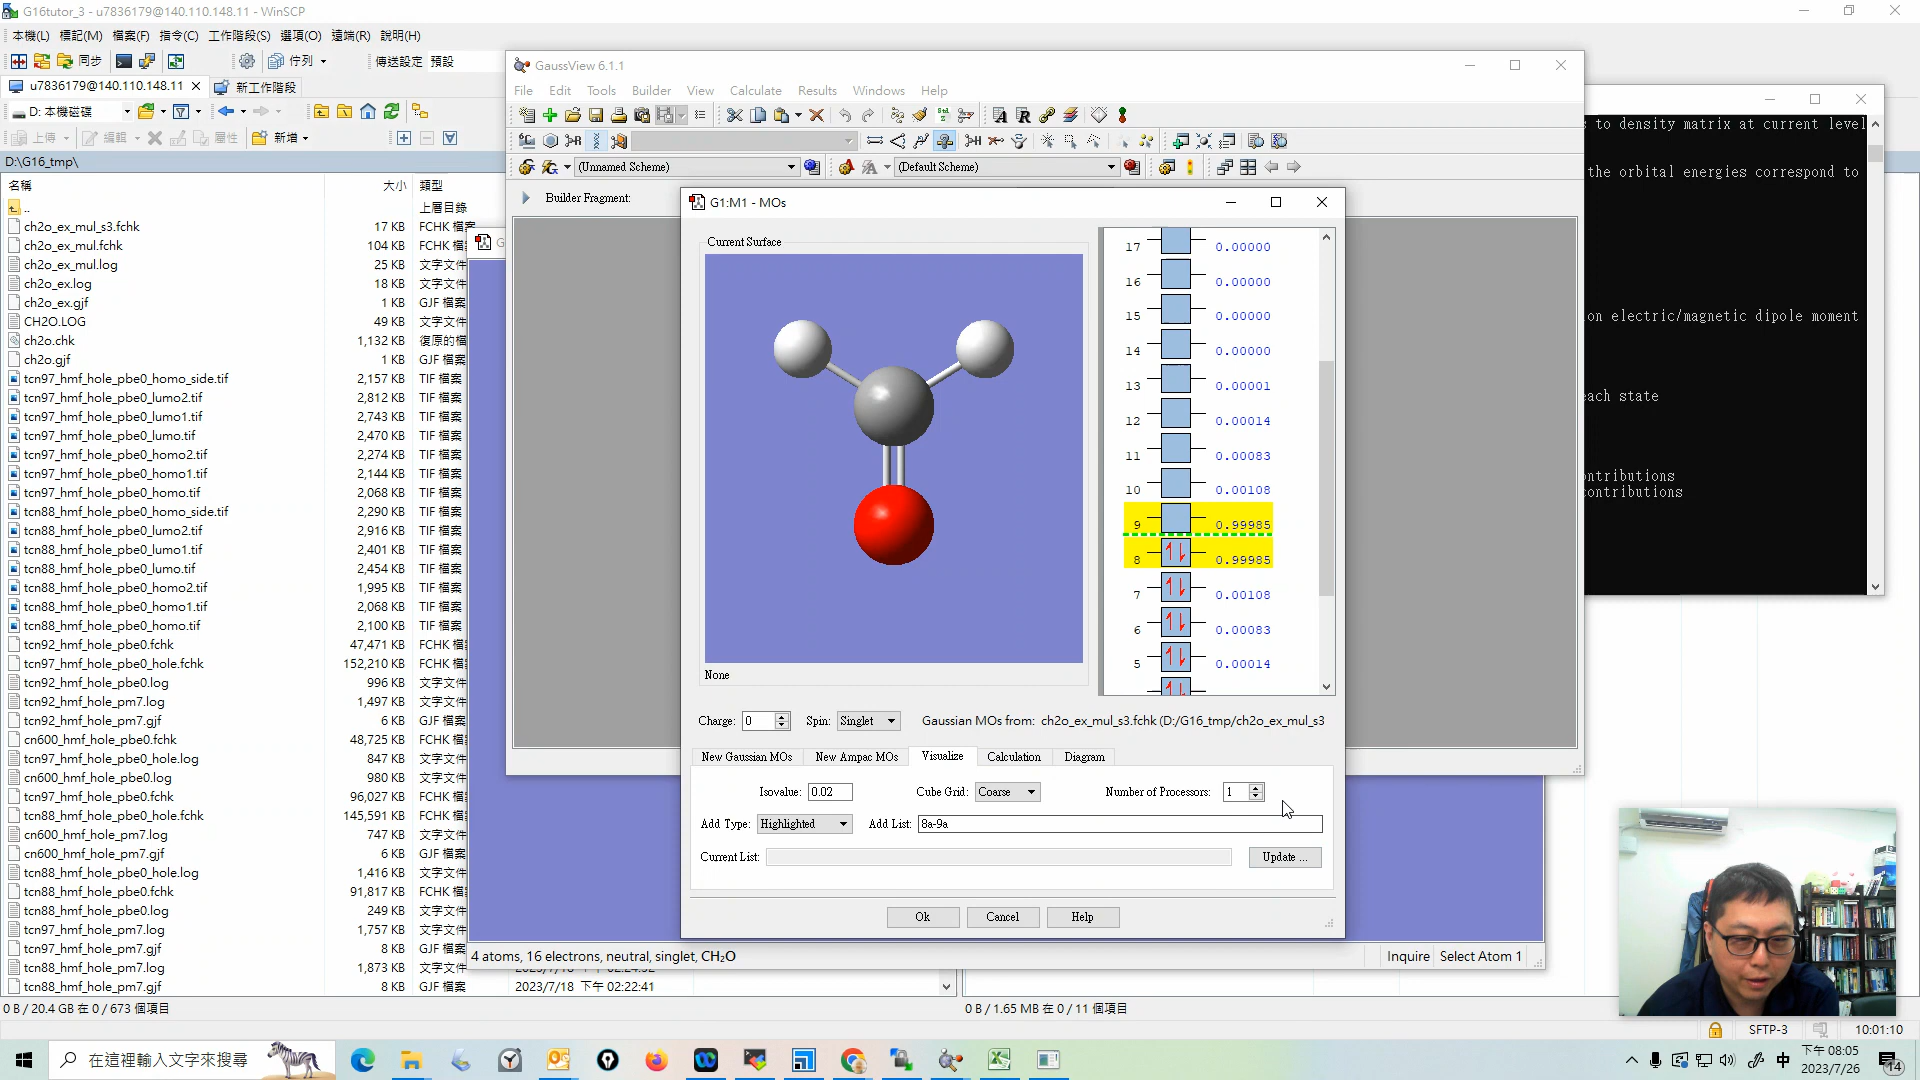 G16tutor_3 - u7836179@140.110.148.11 - WinSCP
本機(L) 標記(M) 檔案(F) 指令(C) 工作階段(S) 選項(O) 遠端(R) 說明(H)
同步 佇列 傳送設定 預設
u7836179@140.110.148.11 新工作階段
D: 本機磁碟
上傳 編輯 屬性 新增
D:\G16_tmp\
名稱 大小 類型
.. 上層目錄
ch2o_ex_mul_s3.fchk 17 KB FCHK 檔案
ch2o_ex_mul.fchk 104 KB FCHK 檔
ch2o_ex_mul.log 25 KB 文字文件
ch2o_ex.log 18 KB 文字文件
ch2o_ex.gjf 1 KB GJF 檔案
CH2O.LOG 49 KB 文字文件
ch2o.chk 1,132 KB 復原的檔
ch2o.gjf 1 KB GJF 檔案
tcn97_hmf_hole_pbe0_homo_side.tif 2,157 KB TIF 檔案
tcn97_hmf_hole_pbe0_lumo2.tif 2,812 KB TIF 檔案
tcn97_hmf_hole_pbe0_lumo1.tif 2,743 KB TIF 檔案
tcn97_hmf_hole_pbe0_lumo.tif 2,470 KB TIF 檔案
tcn97_hmf_hole_pbe0_homo2.tif 2,274 KB TIF 檔案
tcn97_hmf_hole_pbe0_homo1.tif 2,144 KB TIF 檔案
tcn97_hmf_hole_pbe0_homo.tif 2,068 KB TIF 檔案
tcn88_hmf_hole_pbe0_homo_side.tif 2,290 KB TIF 檔案
tcn88_hmf_hole_pbe0_lumo2.tif 2,916 KB TIF 檔案
tcn88_hmf_hole_pbe0_lumo1.tif 2,401 KB TIF 檔案
tcn88_hmf_hole_pbe0_lumo.tif 2,454 KB TIF 檔案
tcn88_hmf_hole_pbe0_homo2.tif 1,995 KB TIF 檔案
tcn88_hmf_hole_pbe0_homo1.tif 2,068 KB TIF 檔案
tcn88_hmf_hole_pbe0_homo.tif 2,100 KB TIF 檔案
tcn92_hmf_hole_pbe0.fchk 47,471 KB FCHK 檔
tcn97_hmf_hole_pbe0_hole.fchk 152,210 KB FCHK 檔
tcn92_hmf_hole_pbe0.log 996 KB 文字文件
tcn92_hmf_hole_pm7.log 1,497 KB 文字文件
tcn92_hmf_hole_pm7.gjf 6 KB GJF 檔案
cn600_hmf_hole_pbe0.fchk 48,725 KB FCHK 檔
tcn97_hmf_hole_pbe0_hole.log 847 KB 文字文件
cn600_hmf_hole_pbe0.log 980 KB 文字文件
tcn97_hmf_hole_pbe0.fchk 96,027 KB FCHK 檔
tcn88_hmf_hole_pbe0_hole.fchk 145,591 KB FCHK 檔
cn600_hmf_hole_pm7.log 747 KB 文字文件
cn600_hmf_hole_pm7.gjf 6 KB GJF 檔案
tcn88_hmf_hole_pbe0_hole.log 1,416 KB 文字文件
tcn88_hmf_hole_pbe0.fchk 91,817 KB FCHK 檔
tcn88_hmf_hole_pbe0.log 249 KB 文字文件
tcn97_hmf_hole_pm7.log 1,757 KB 文字文件
tcn97_hmf_hole_pm7.gjf 8 KB GJF 檔案
tcn88_hmf_hole_pm7.log 1,873 KB 文字文件
tcn88_hmf_hole_pm7.gjf 8 KB GJF 檔案 2023/7/18 下午 02:22:41
0 B / 20.4 GB 在 0 / 673 個項目
0 B / 1.65 MB 在 0 / 11 個項目
SFTP-3 10:01:10
GaussView 6.1.1
File Edit Tools Builder View Calculate Results Windows Help
(Unnamed Scheme) (Default Scheme)
Builder Fragment:
G
G1:M1 - MOs
Current Surface
None
17 0.00000
16 0.00000
15 0.00000
14 0.00000
13 0.00001
12 0.00014
11 0.00083
10 0.00108
9 0.99985
8 0.99985
7 0.00108
6 0.00083
5 0.00014
Charge: 0 Spin: Singlet Gaussian MOs from: ch2o_ex_mul_s3.fchk (D:/G16_tmp/ch2o_ex_mul_s3
New Gaussian MOs New Ampac MOs Visualize Calculation Diagram
Isovalue: 0.02 Cube Grid: Coarse Number of Processors: 1
Add Type: Highlighted Add List: 8a-9a
Current List: Update ...
Ok Cancel Help
4 atoms, 16 electrons, neutral, singlet, CH₂O Inquire Select Atom 1
s to density matrix at current level
the orbital energies correspond to
on electric/magnetic dipole moment
each state
ontributions
contributions
在這裡輸入文字來搜尋
中
下午 08:05
2023/7/26
14